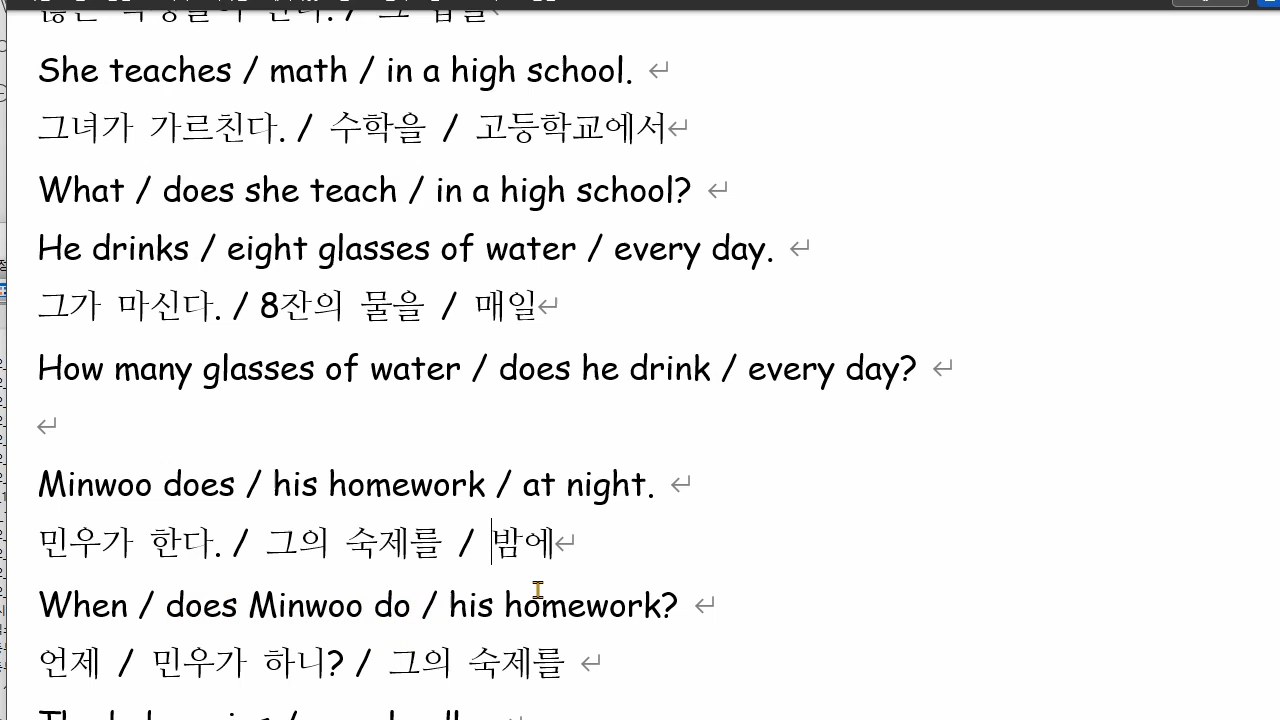 She teaches / math / in a high school. ↵
그녀가 가르친다. / 수학을 / 고등학교에서↵
What / does she teach / in a high school? ↵
He drinks / eight glasses of water / every day. ↵
그가 마신다. / 8잔의 물을 / 매일↵
How many glasses of water / does he drink / every day? ↵
↵
Minwoo does / his homework / at night. ↵
민우가 한다. / 그의 숙제를 / 밤에↵
When / does Minwoo do / his homework? ↵
언제 / 민우가 하니? / 그의 숙제를 ↵